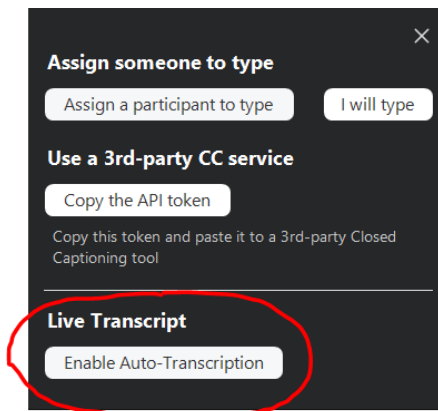 Assign someone to type
Assign a participant to type I will type
Use a 3rd-party CC service
Copy the API token
Copy this token and paste it to a 3rd-party Closed
Captioning tool
Live Transcript
Enable Auto-Transcription